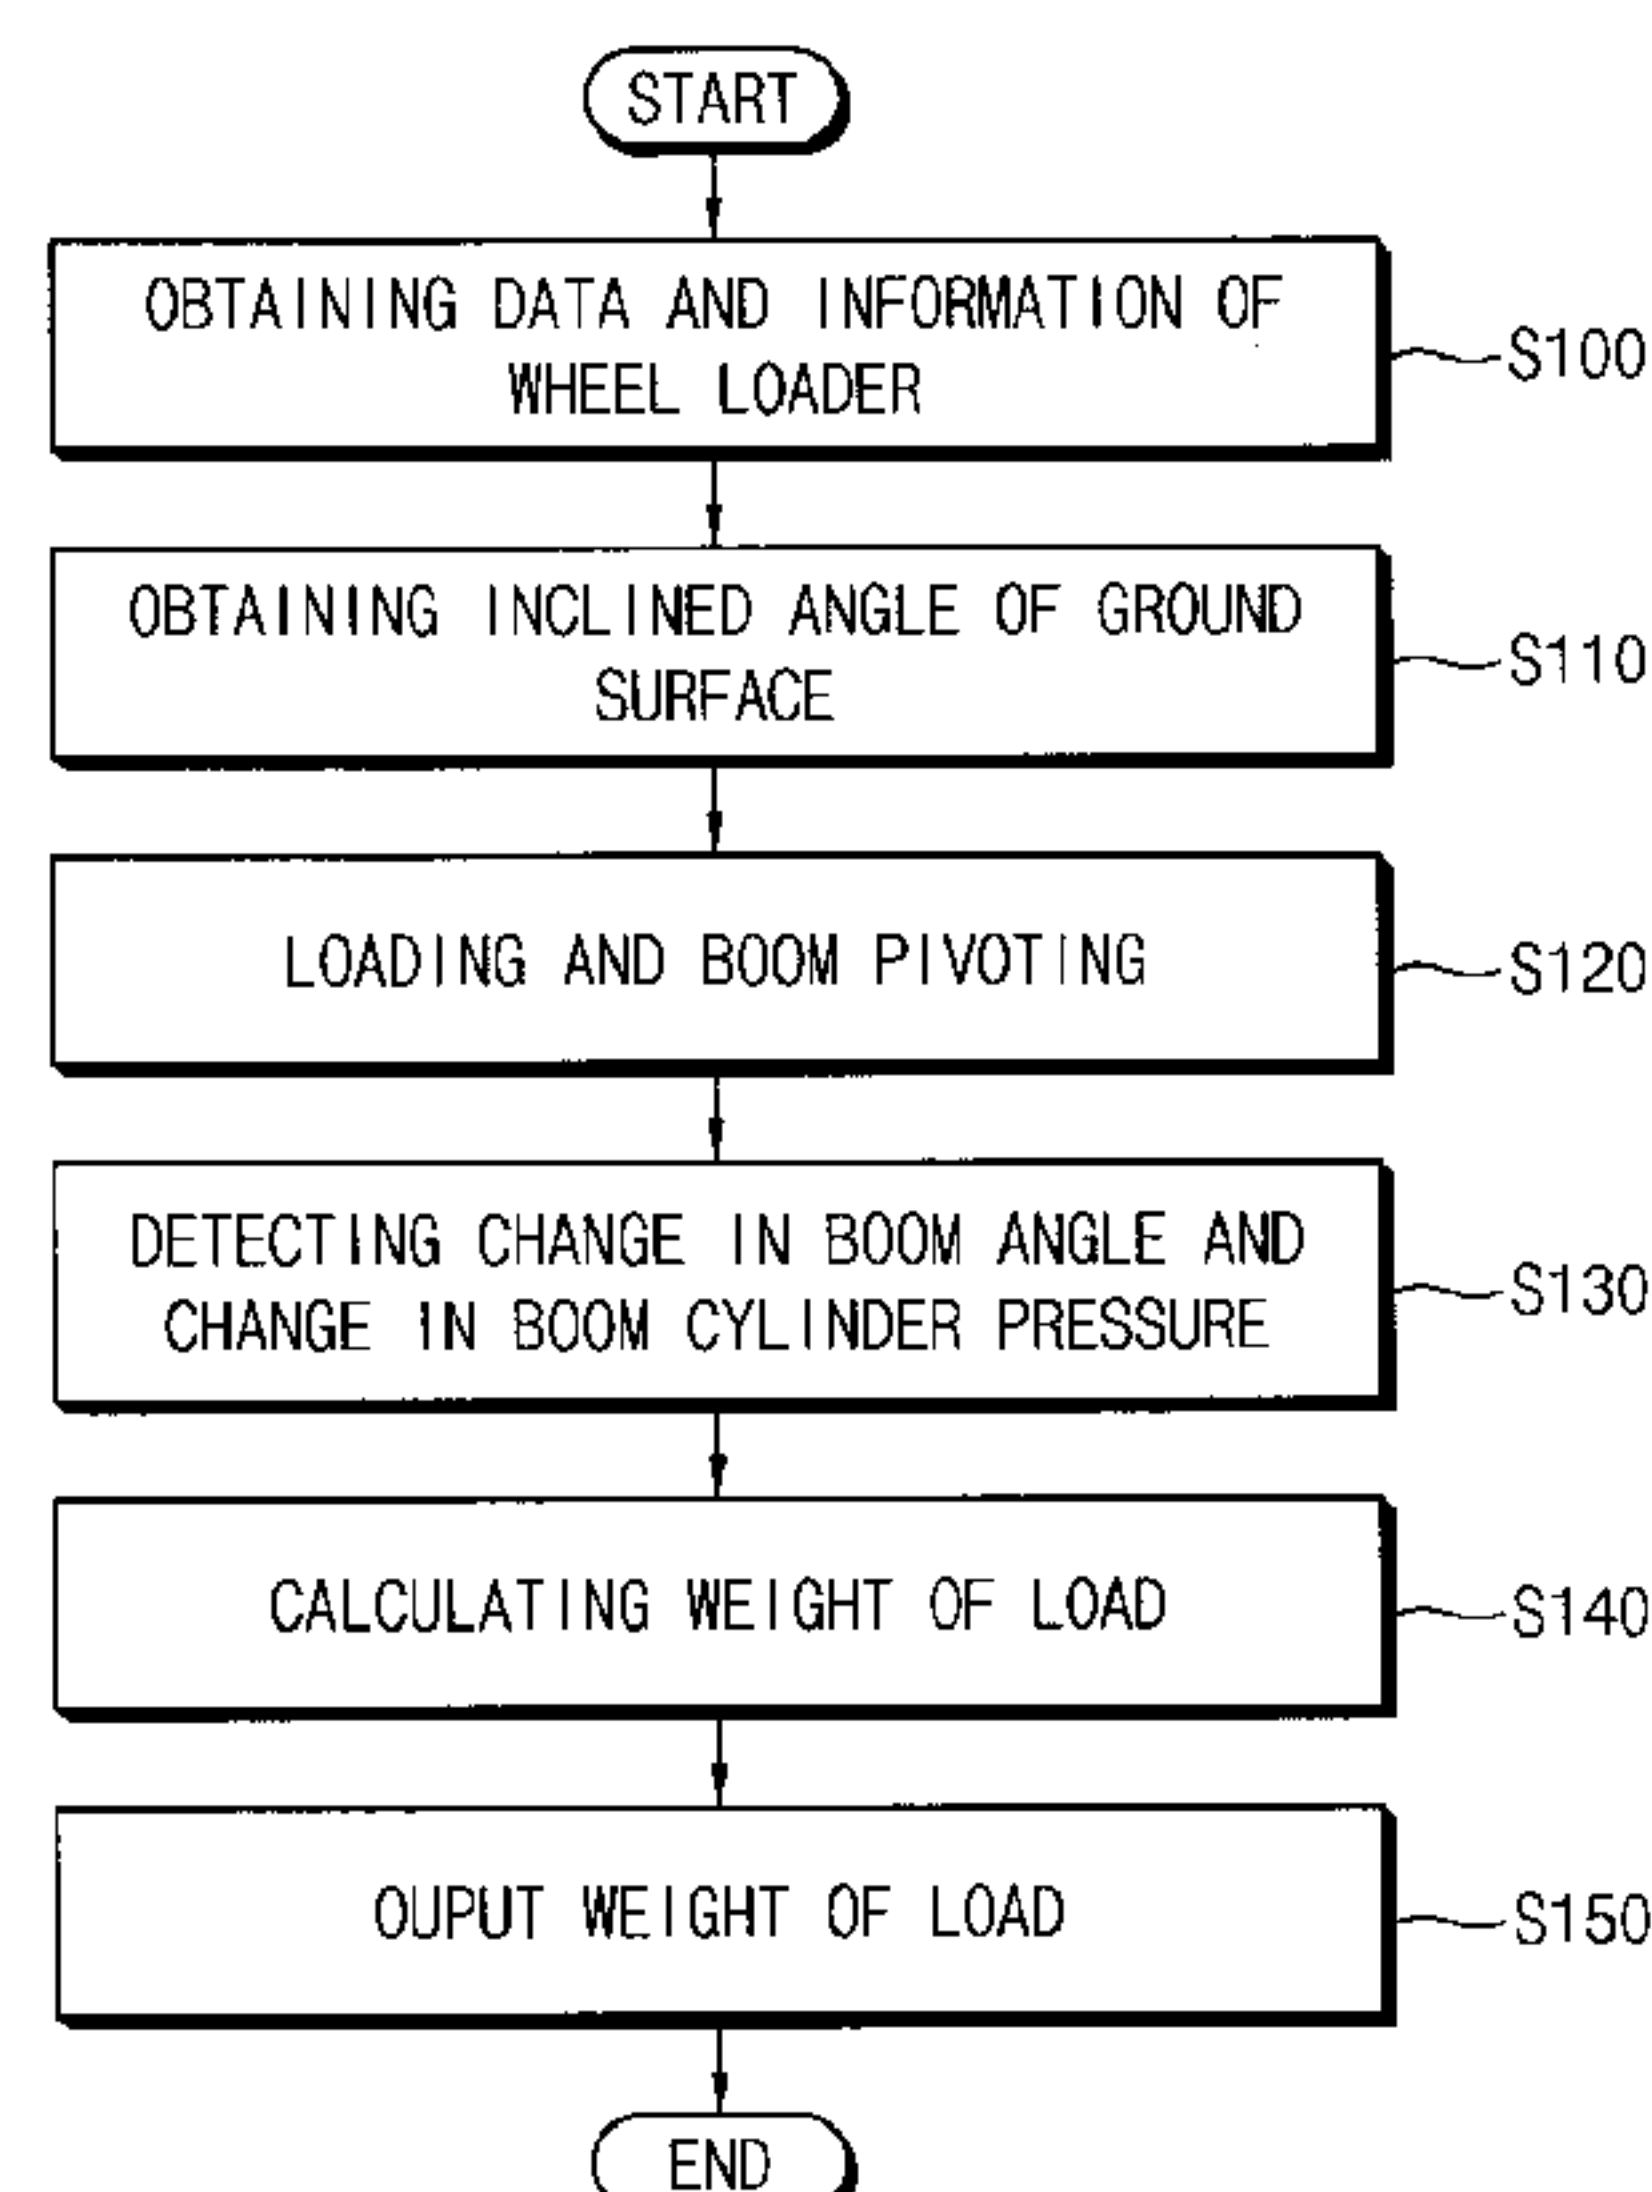 START
OBTAINING DATA AND INFORMATION OF
WHEEL LOADER
S100
OBTAINING INCLINED ANGLE OF GROUND
SURFACE
S110
LOADING AND BOOM PIVOTING
S120
DETECTING CHANGE IN BOOM ANGLE AND
CHANGE IN BOOM CYLINDER PRESSURE
S130
CALCULATING WEIGHT OF LOAD
S140
OUPUT WEIGHT OF LOAD
S150
END